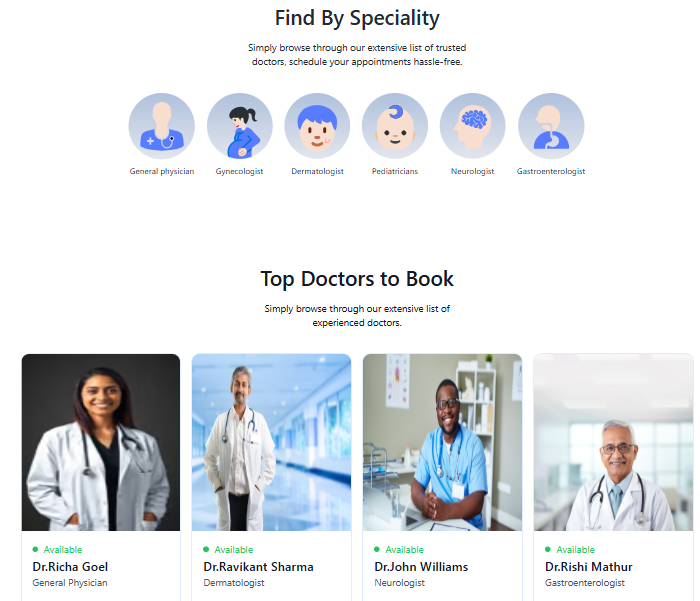 Find By Speciality
Simply browse through our extensive list of trusted
doctors, schedule your appointments hassle-free.
General physician
Gynecologist
Dermatologist
Pediatricians
Neurologist
Gastroenterologist
Top Doctors to Book
Simply browse through our extensive list of
experienced doctors.
Available
Dr.Richa Goel
General Physician
Available
Dr.Ravikant Sharma
Dermatologist
Available
Dr.John Williams
Neurologist
Available
Dr.Rishi Mathur
Gastroenterologist